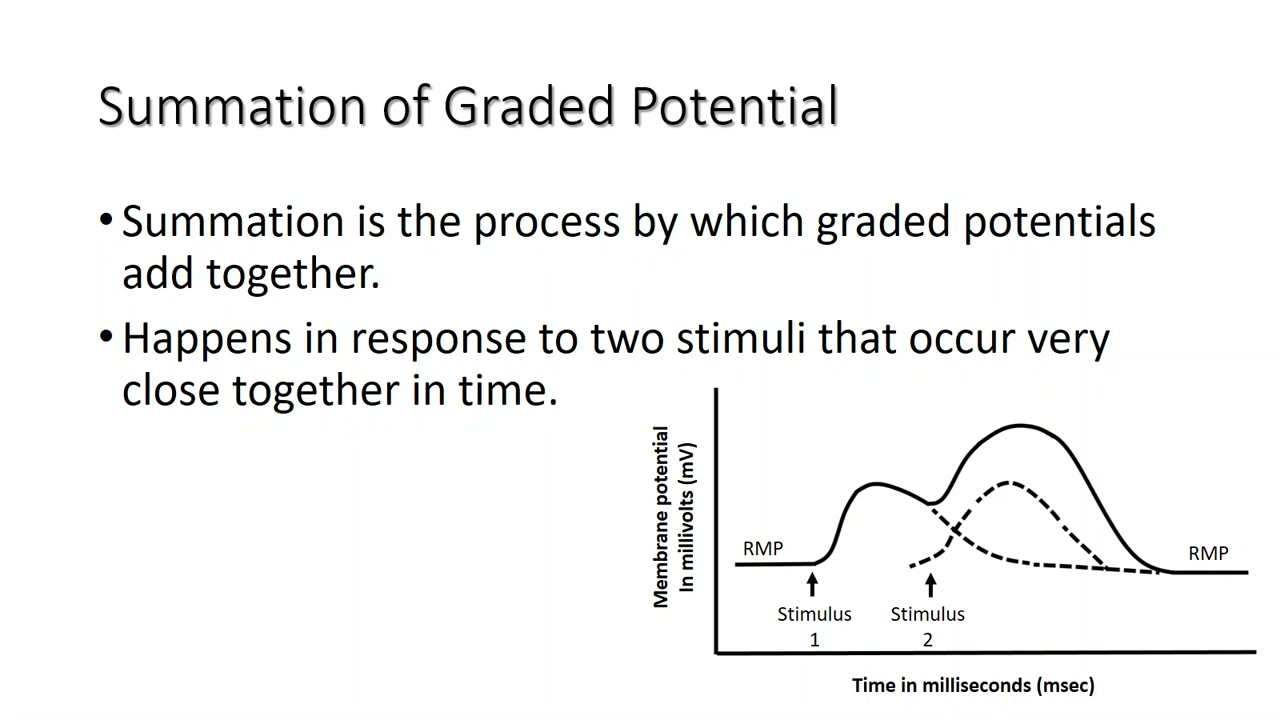 Summation of Graded Potential
• Summation is the process by which graded potentials
add together.
• Happens in response to two stimuli that occur very
close together in time.
Membrane potential
In millivolts (mV)
RMP
RMP
Stimulus
1
Stimulus
2
Time in milliseconds (msec)